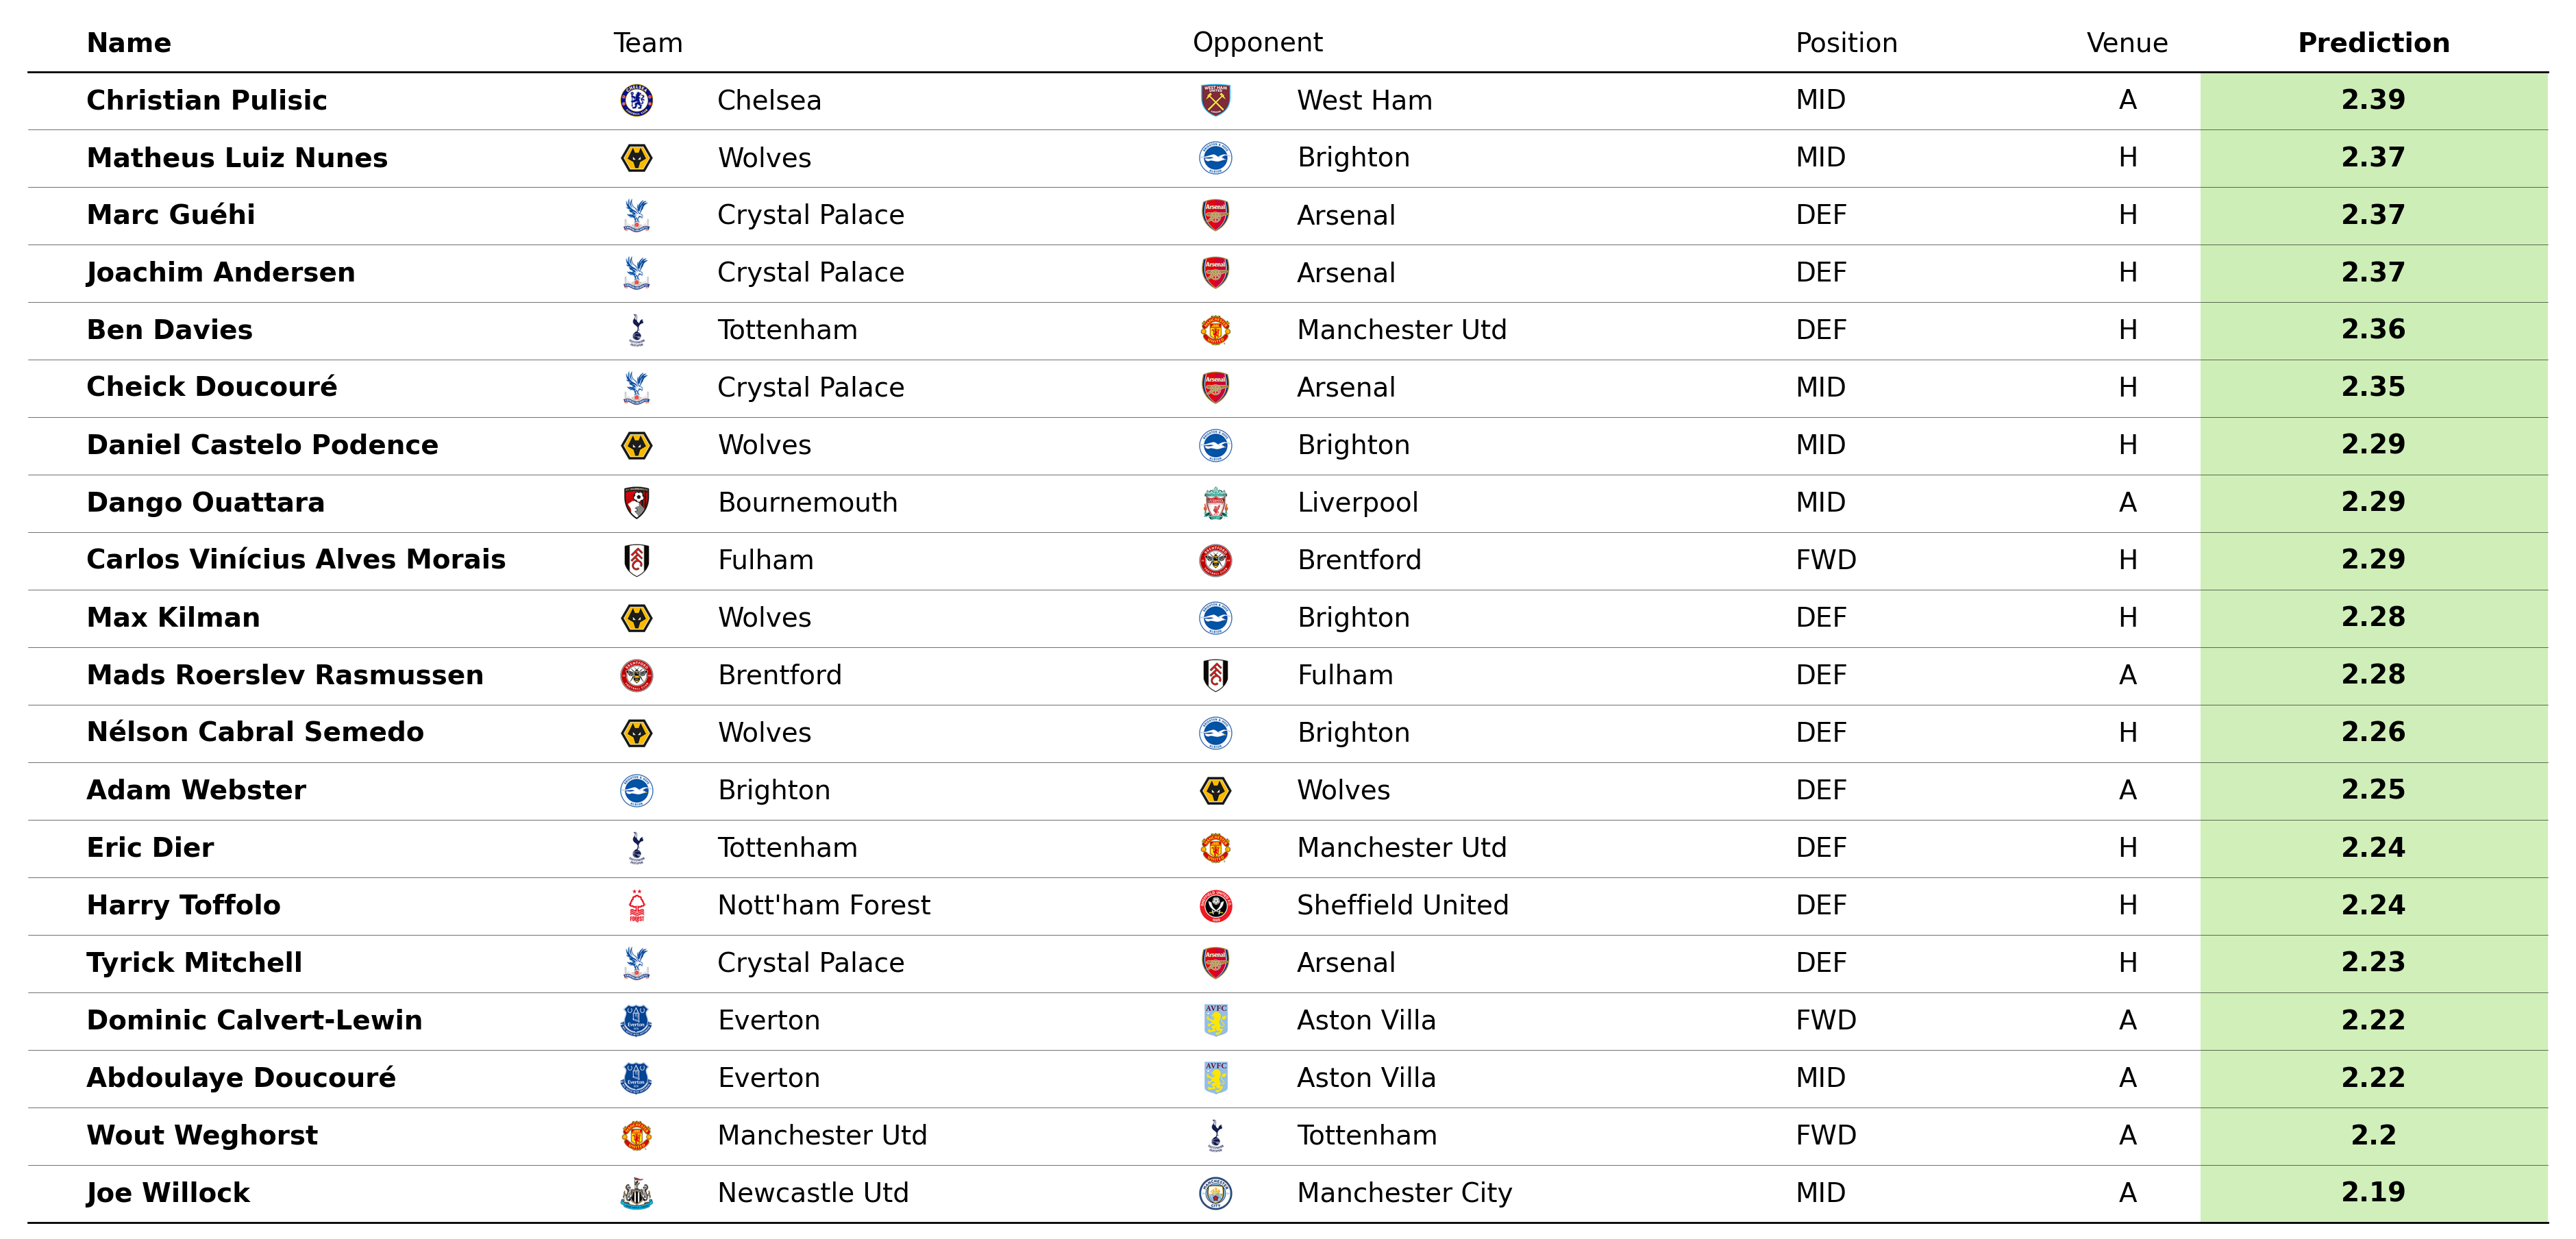 Name Team Opponent Position Venue Prediction
Christian Pulisic Chelsea West Ham MID A 2.39
Matheus Luiz Nunes Wolves Brighton MID H 2.37
Marc Guéhi Crystal Palace Arsenal DEF H 2.37
Joachim Andersen Crystal Palace Arsenal DEF H 2.37
Ben Davies Tottenham Manchester Utd DEF H 2.36
Cheick Doucouré Crystal Palace Arsenal MID H 2.35
Daniel Castelo Podence Wolves Brighton MID H 2.29
Dango Ouattara Bournemouth Liverpool MID A 2.29
Carlos Vinícius Alves Morais Fulham Brentford FWD H 2.29
Max Kilman Wolves Brighton DEF H 2.28
Mads Roerslev Rasmussen Brentford Fulham DEF A 2.28
Nélson Cabral Semedo Wolves Brighton DEF H 2.26
Adam Webster Brighton Wolves DEF A 2.25
Eric Dier Tottenham Manchester Utd DEF H 2.24
Harry Toffolo Nott'ham Forest Sheffield United DEF H 2.24
Tyrick Mitchell Crystal Palace Arsenal DEF H 2.23
Dominic Calvert-Lewin Everton Aston Villa FWD A 2.22
Abdoulaye Doucouré Everton Aston Villa MID A 2.22
Wout Weghorst Manchester Utd Tottenham FWD A 2.2
Joe Willock Newcastle Utd Manchester City MID A 2.19